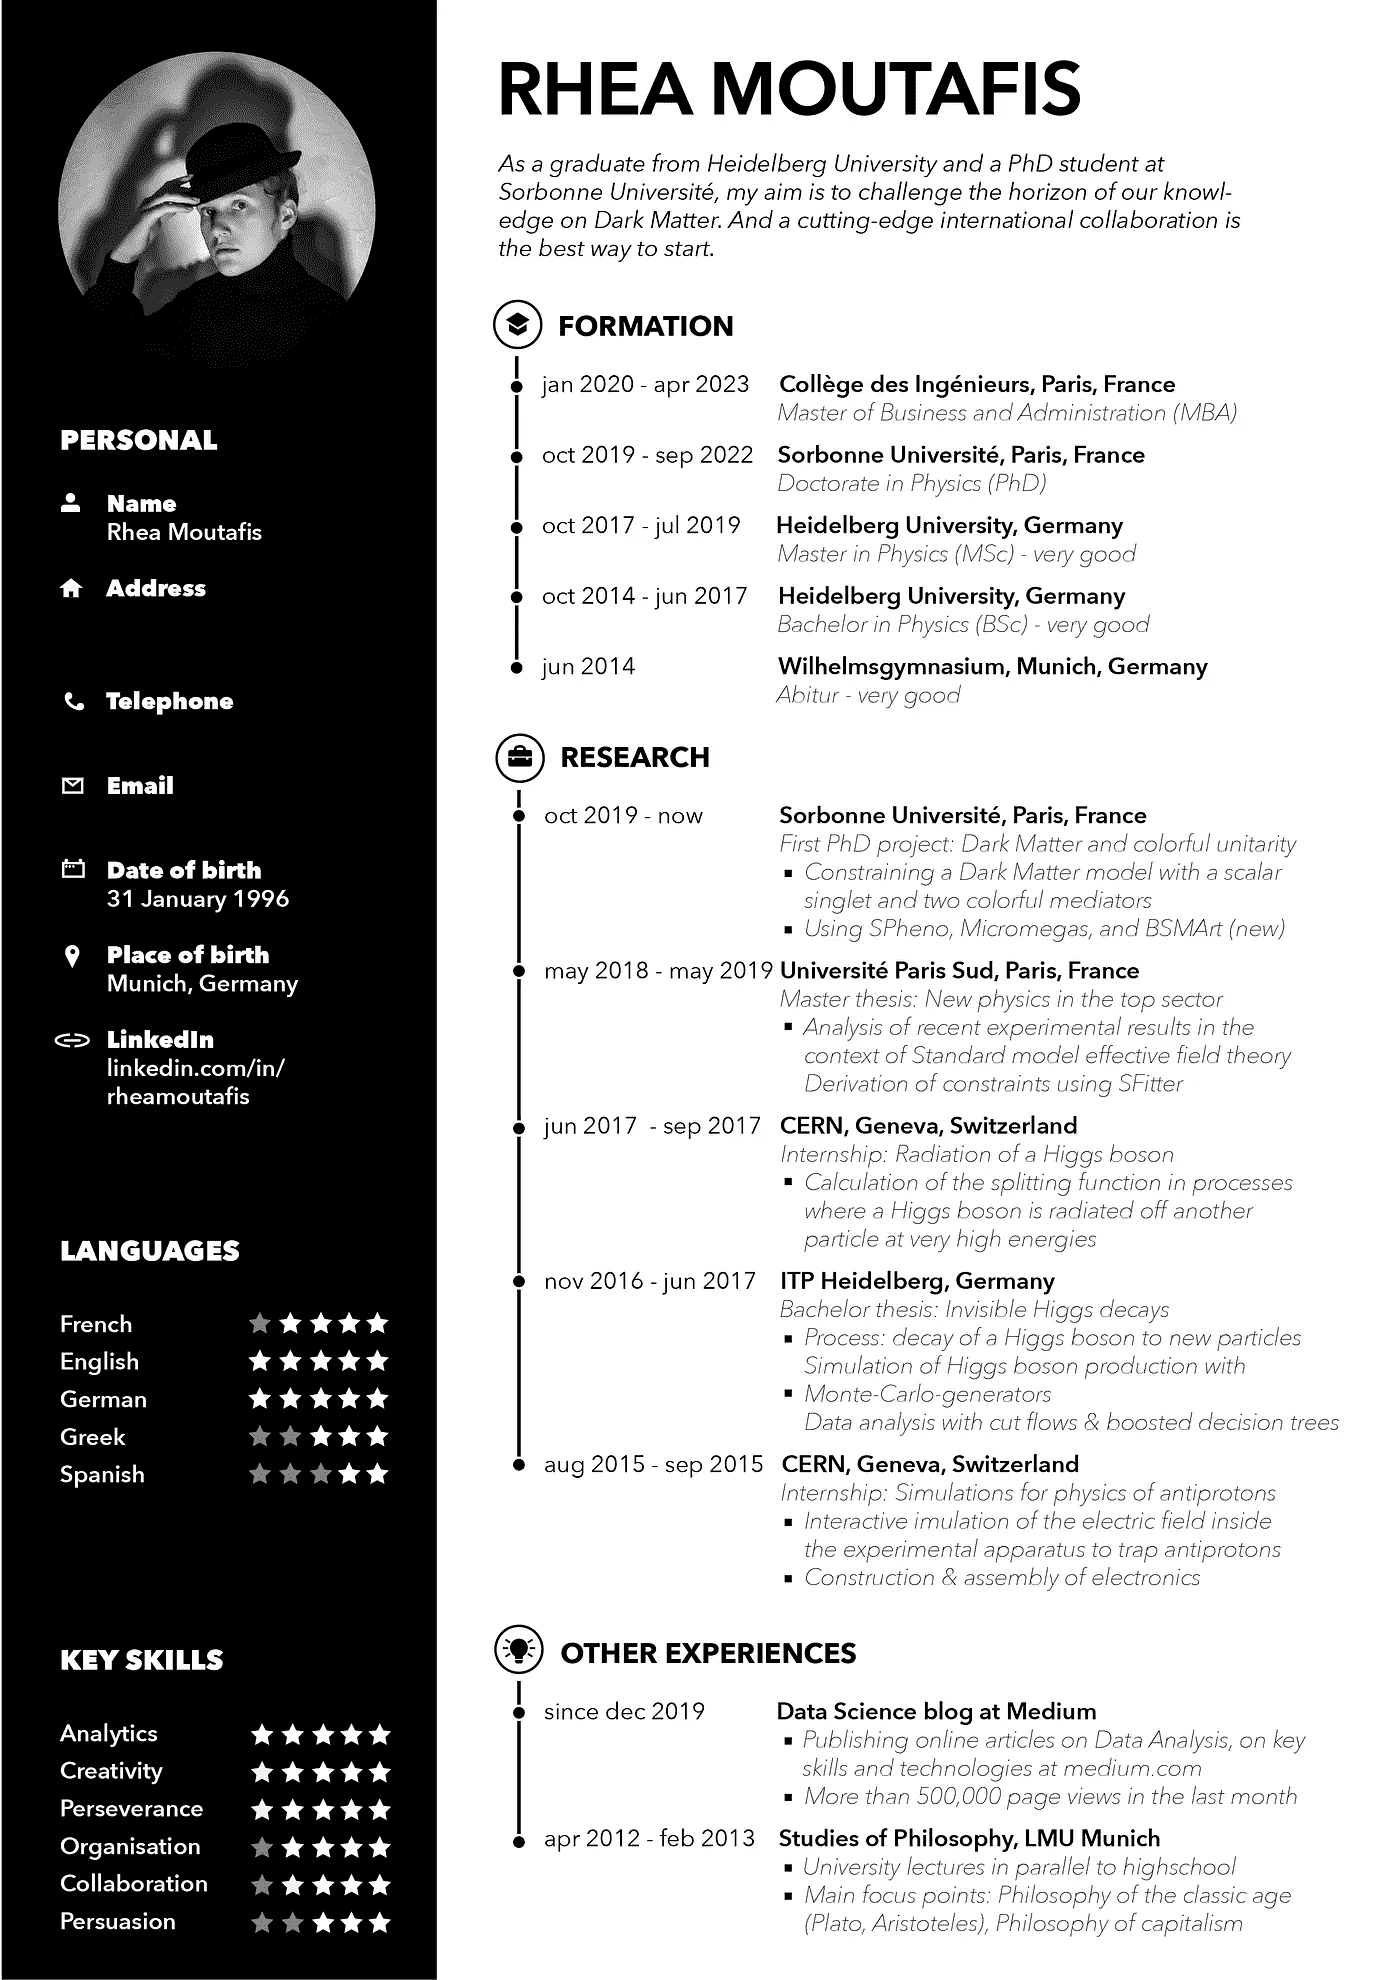 PERSONAL
Name
Rhea Moutafis
Address
Telephone
Email
Date of birth
31 January 1996
Place of birth
Munich, Germany
LinkedIn
linkedin.com/in/
rheamoutafis
LANGUAGES
French
English
German
Greek
Spanish
KEY SKILLS
Analytics
Creativity
Perseverance
Organisation
Collaboration
Persuasion
RHEA MOUTAFIS
As a graduate from Heidelberg University and a PhD student at
Sorbonne Université, my aim is to challenge the horizon of our knowl-
edge on Dark Matter. And a cutting-edge international collaboration is
the best way to start.
FORMATION
jan 2020 - apr 2023 Collège des Ingénieurs, Paris, France
Master of Business and Administration (MBA)
oct 2019 - sep 2022 Sorbonne Université, Paris, France
Doctorate in Physics (PhD)
oct 2017 - jul 2019 Heidelberg University, Germany
Master in Physics (MSc) - very good
oct 2014 - jun 2017 Heidelberg University, Germany
Bachelor in Physics (BSc) - very good
jun 2014 Wilhelmsgymnasium, Munich, Germany
Abitur - very good
RESEARCH
oct 2019 - now Sorbonne Université, Paris, France
First PhD project: Dark Matter and colorful unitarity
▪ Constraining a Dark Matter model with a scalar
singlet and two colorful mediators
▪ Using SPheno, Micromegas, and BSMArt (new)
may 2018 - may 2019 Université Paris Sud, Paris, France
Master thesis: New physics in the top sector
▪ Analysis of recent experimental results in the
context of Standard model effective field theory
Derivation of constraints using SFitter
jun 2017 - sep 2017 CERN, Geneva, Switzerland
Internship: Radiation of a Higgs boson
▪ Calculation of the splitting function in processes
where a Higgs boson is radiated off another
particle at very high energies
nov 2016 - jun 2017 ITP Heidelberg, Germany
Bachelor thesis: Invisible Higgs decays
▪ Process: decay of a Higgs boson to new particles
Simulation of Higgs boson production with
▪ Monte-Carlo-generators
Data analysis with cut flows & boosted decision trees
aug 2015 - sep 2015 CERN, Geneva, Switzerland
Internship: Simulations for physics of antiprotons
▪ Interactive imulation of the electric field inside
the experimental apparatus to trap antiprotons
▪ Construction & assembly of electronics
OTHER EXPERIENCES
since dec 2019 Data Science blog at Medium
▪ Publishing online articles on Data Analysis, on key
skills and technologies at medium.com
▪ More than 500,000 page views in the last month
apr 2012 - feb 2013 Studies of Philosophy, LMU Munich
▪ University lectures in parallel to highschool
▪ Main focus points: Philosophy of the classic age
(Plato, Aristoteles), Philosophy of capitalism